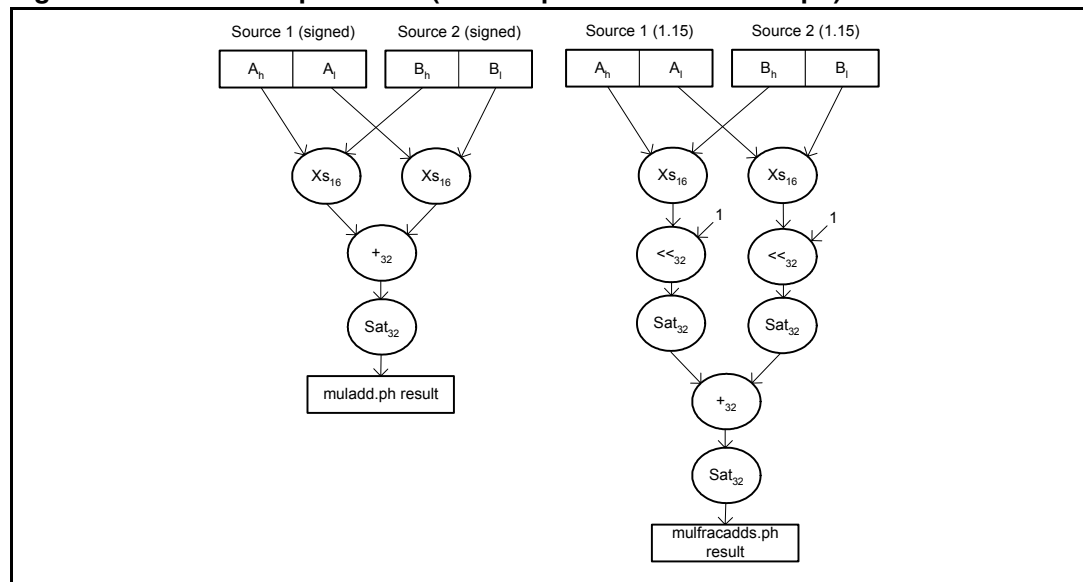 Source 1 (signed) Source 2 (signed) Source 1 (1.15) Source 2 (1.15)
Ah Al Bh Bl Ah Al Bh Bl
Xs16 Xs16 Xs16 Xs16
1 1
+32 <<32 <<32
Sat32 Sat32 Sat32
muladd.ph result
+32
Sat32
mulfracadds.ph
result